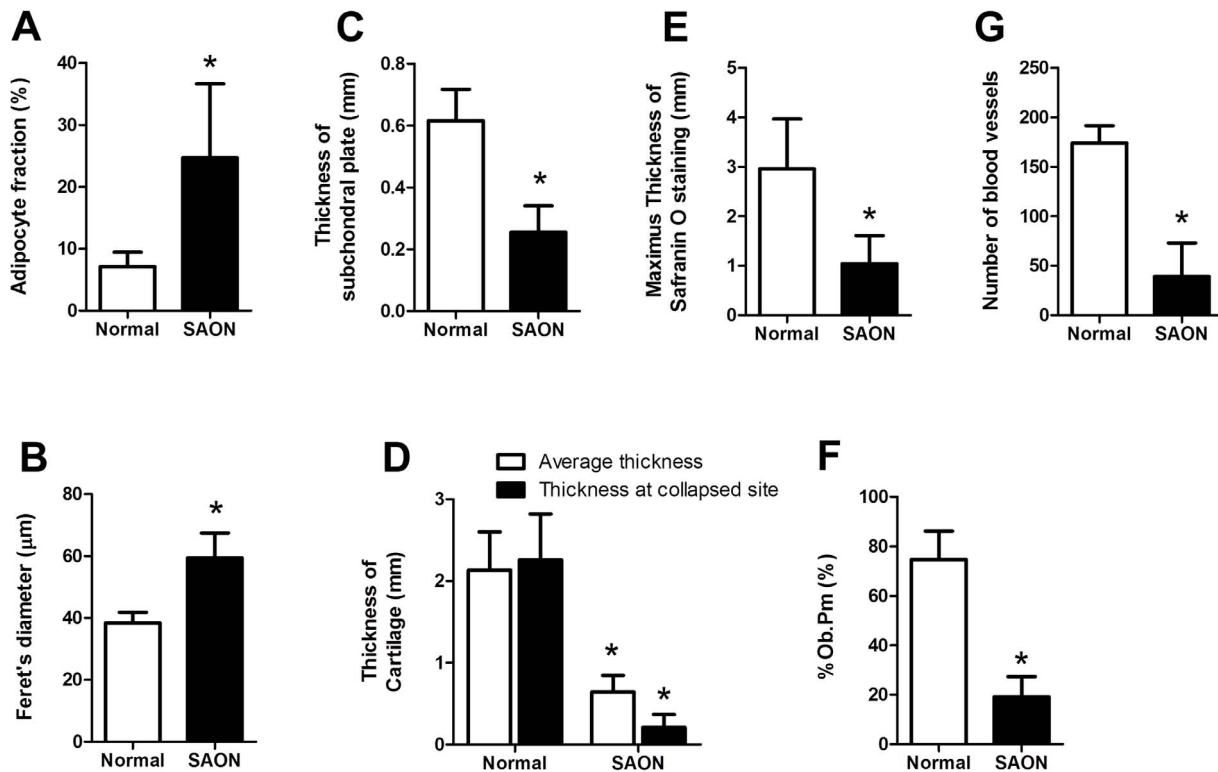 A
Adipocyte fraction (%)
40
30
20
10
0
*
Normal SAON
C
Thickness of
subchondral plate (mm)
0.8
0.6
0.4
0.2
0.0
*
Normal SAON
E
Maximus Thickness of
Safranin O staining (mm)
5
4
3
2
1
0
*
Normal SAON
G
Number of blood vessels
250
200
150
100
50
0
*
Normal SAON
B
Feret's diameter (μm)
80
60
40
20
0
*
Normal SAON
D
Average thickness
Thickness at collapsed site
Thickness of
Cartilage (mm)
3
2
1
0
*
*
Normal SAON
F
%Ob.Pm (%)
100
80
60
40
20
0
*
Normal SAON